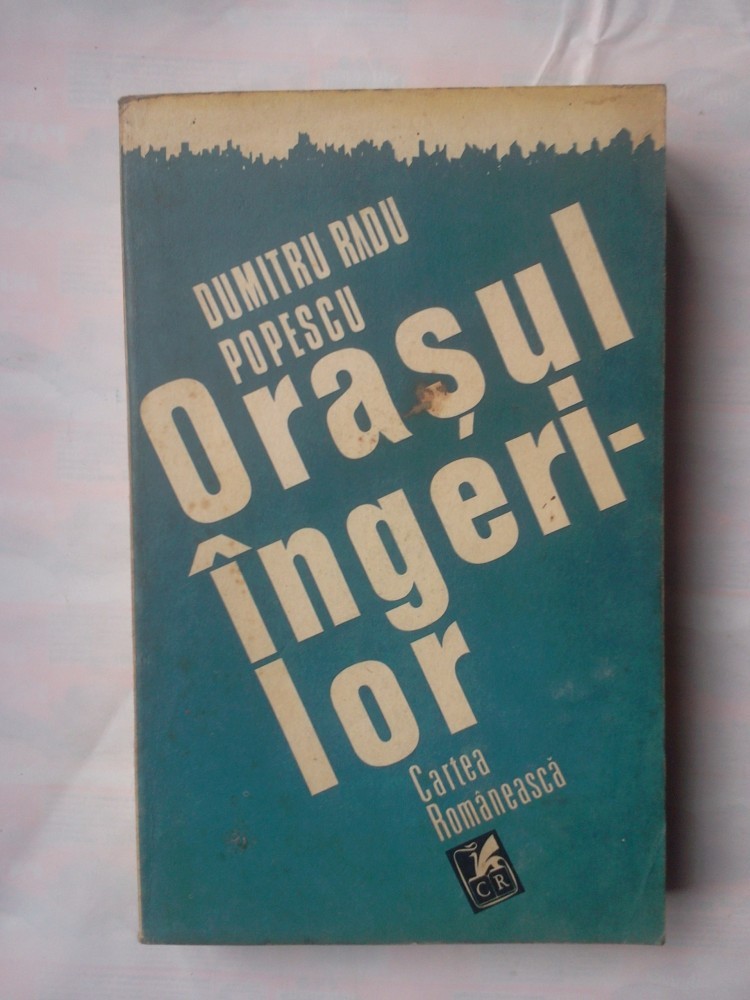 DUMITRU RADU
POPESCU
Orașul
îngeri-
lor
Cartea
Românească
CR